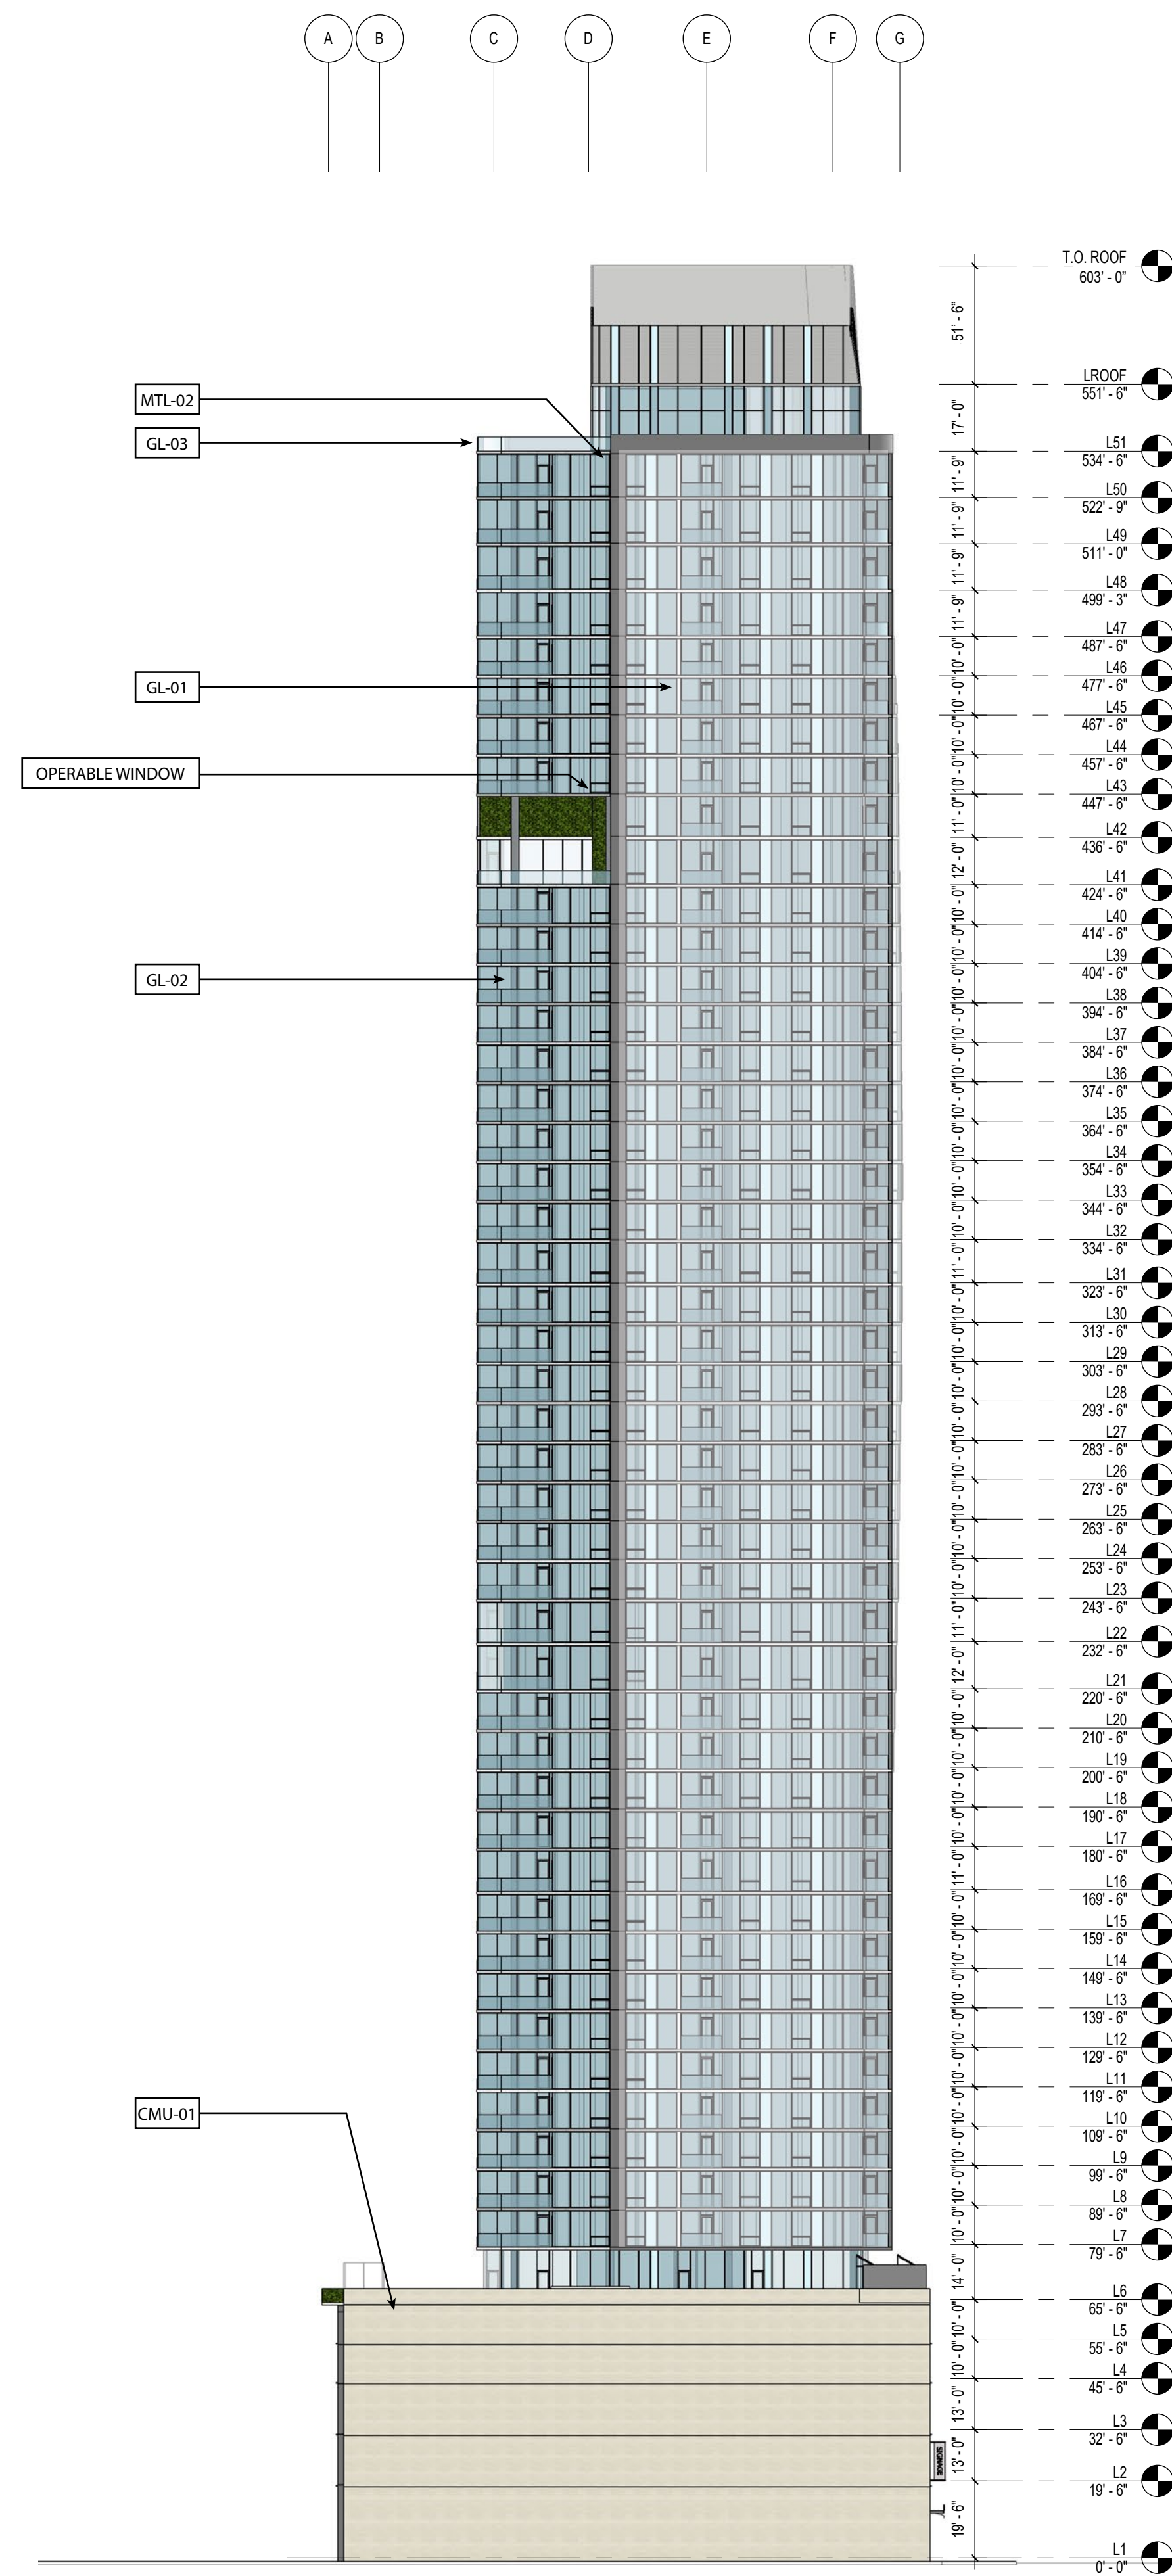 A B C D E F G
T.O. ROOF
603' - 0"
51' - 6"
LROOF
551' - 6"
MTL-02
17' - 0"
GL-03
L51
534' - 6"
11' - 9"
L50
522' - 9"
11' - 9"
L49
511' - 0"
11' - 9"
L48
499' - 3"
11' - 9"
L47
487' - 6"
10' - 0"
L46
477' - 6"
GL-01
10' - 0"
L45
467' - 6"
10' - 0"
L44
457' - 6"
OPERABLE WINDOW
10' - 0"
L43
447' - 6"
11' - 0"
L42
436' - 6"
12' - 0"
L41
424' - 6"
10' - 0"
L40
414' - 6"
10' - 0"
L39
404' - 6"
GL-02
10' - 0"
L38
394' - 6"
10' - 0"
L37
384' - 6"
10' - 0"
L36
374' - 6"
10' - 0"
L35
364' - 6"
10' - 0"
L34
354' - 6"
10' - 0"
L33
344' - 6"
10' - 0"
L32
334' - 6"
11' - 0"
L31
323' - 6"
10' - 0"
L30
313' - 6"
10' - 0"
L29
303' - 6"
10' - 0"
L28
293' - 6"
10' - 0"
L27
283' - 6"
10' - 0"
L26
273' - 6"
10' - 0"
L25
263' - 6"
10' - 0"
L24
253' - 6"
10' - 0"
L23
243' - 6"
11' - 0"
L22
232' - 6"
12' - 0"
L21
220' - 6"
10' - 0"
L20
210' - 6"
10' - 0"
L19
200' - 6"
10' - 0"
L18
190' - 6"
10' - 0"
L17
180' - 6"
11' - 0"
L16
169' - 6"
10' - 0"
L15
159' - 6"
10' - 0"
L14
149' - 6"
10' - 0"
L13
139' - 6"
10' - 0"
L12
129' - 6"
10' - 0"
L11
119' - 6"
10' - 0"
L10
109' - 6"
CMU-01
10' - 0"
L9
99' - 6"
10' - 0"
L8
89' - 6"
10' - 0"
L7
79' - 6"
14' - 0"
L6
65' - 6"
10' - 0"
L5
55' - 6"
10' - 0"
L4
45' - 6"
13' - 0"
L3
32' - 6"
13' - 0"
SIGNAGE
L2
19' - 6"
19' - 6"
L1
0' - 0"